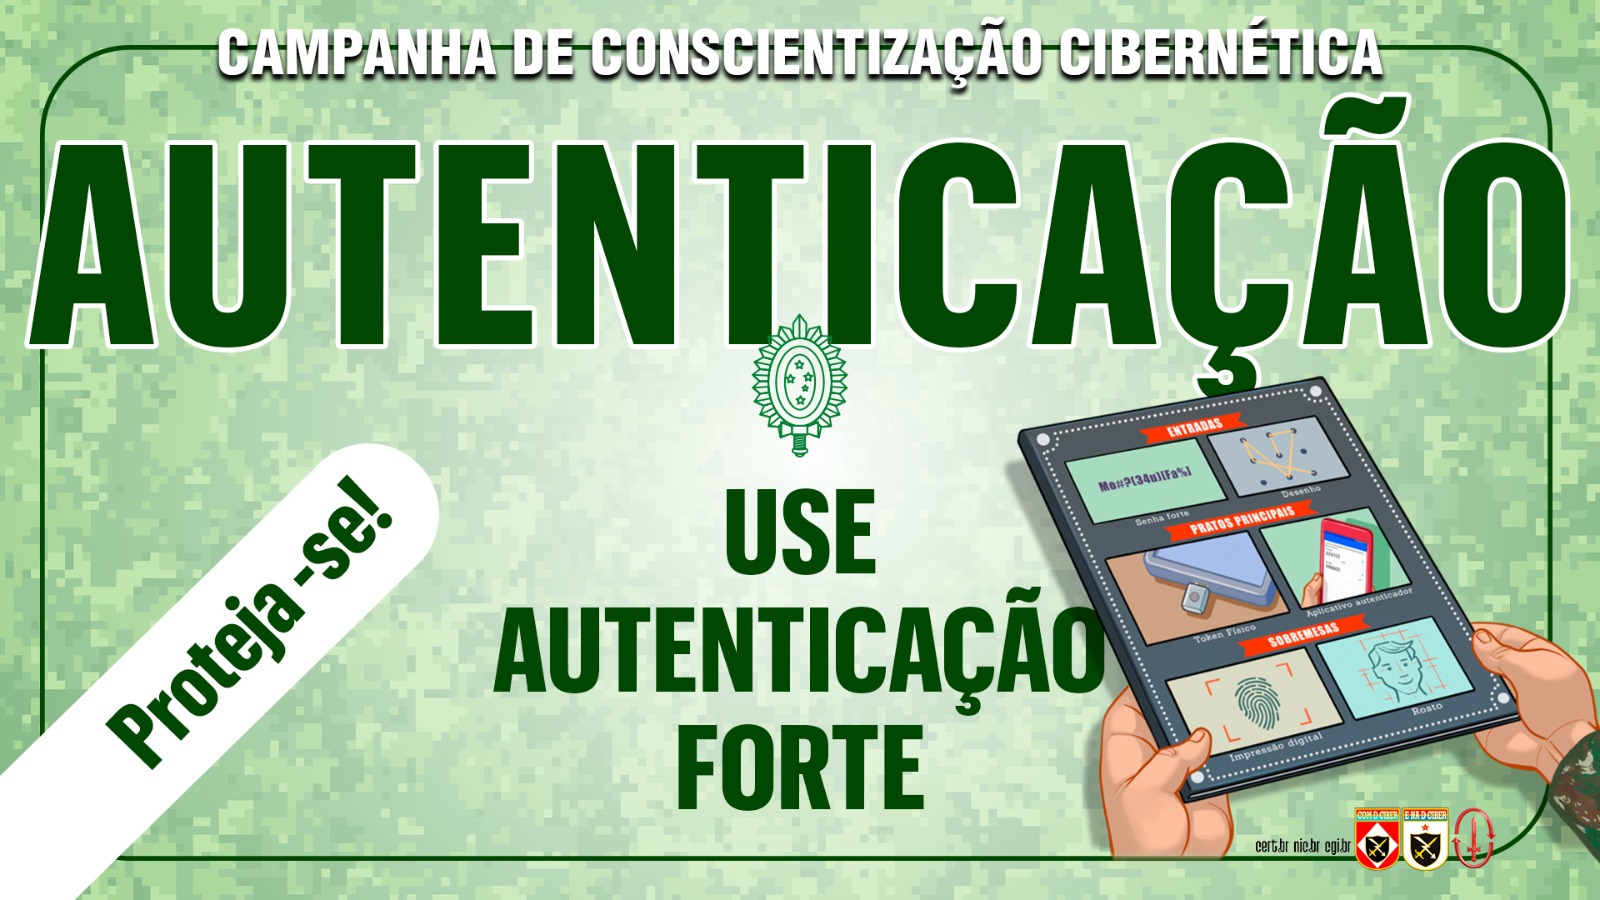 CAMPANHA DE CONSCIENTIZAÇÃO CIBERNÉTICA
AUTENTICAÇÃO
Proteja-se!
USE
AUTENTICAÇÃO
FORTE
ENTRADAS
Mo#?(34u)[Fa%]
Senha forte
Desenho
PRATOS PRINCIPAIS
Token Físico
Aplicativo autenticador
SOBREMESAS
Impressão digital
Rosto
cert.br nic.br cgi.br
COM D CIBER
E NA D CIBER